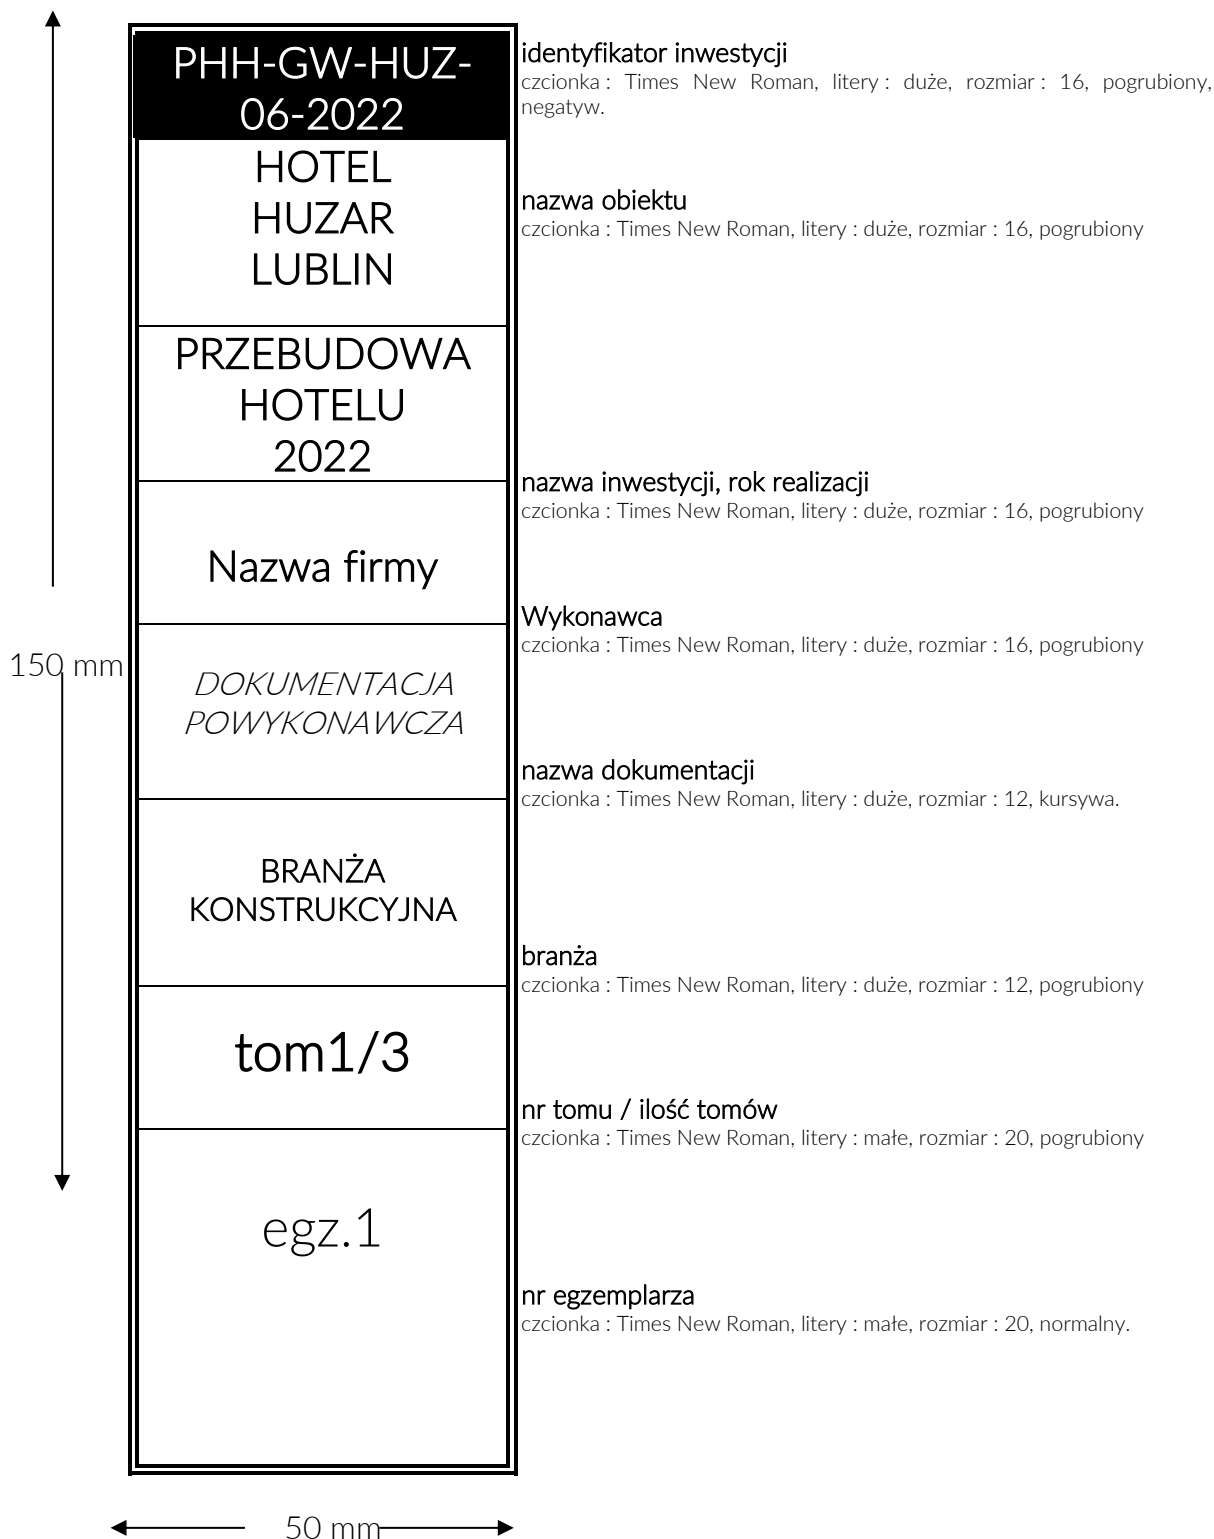 PHH-GW-HUZ-
06-2022
identyfikator inwestycji
czcionka : Times New Roman, litery : duże, rozmiar : 16, pogrubiony,
negatyw.
HOTEL
HUZAR
LUBLIN
nazwa obiektu
czcionka : Times New Roman, litery : duże, rozmiar : 16, pogrubiony
PRZEBUDOWA
HOTELU
2022
nazwa inwestycji, rok realizacji
czcionka : Times New Roman, litery : duże, rozmiar : 16, pogrubiony
Nazwa firmy
Wykonawca
czcionka : Times New Roman, litery : duże, rozmiar : 16, pogrubiony
150 mm
DOKUMENTACJA
POWYKONAWCZA
nazwa dokumentacji
czcionka : Times New Roman, litery : duże, rozmiar : 12, kursywa.
BRANŻA
KONSTRUKCYJNA
branża
czcionka : Times New Roman, litery : duże, rozmiar : 12, pogrubiony
tom1/3
nr tomu / ilość tomów
czcionka : Times New Roman, litery : małe, rozmiar : 20, pogrubiony
egz.1
nr egzemplarza
czcionka : Times New Roman, litery : małe, rozmiar : 20, normalny.
50 mm